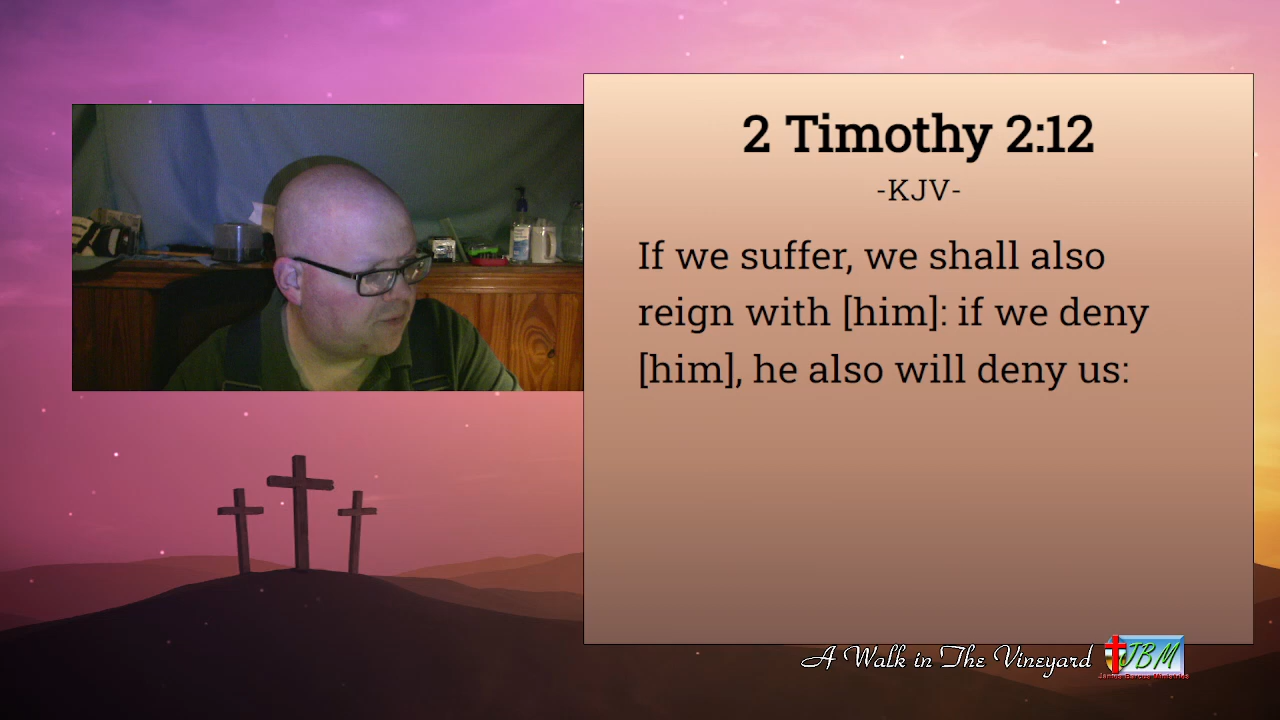 2 Timothy 2:12
-KJV-
If we suffer, we shall also
reign with [him]: if we deny
[him], he also will deny us:
A Walk in The Vineyard
JBM
Ministries